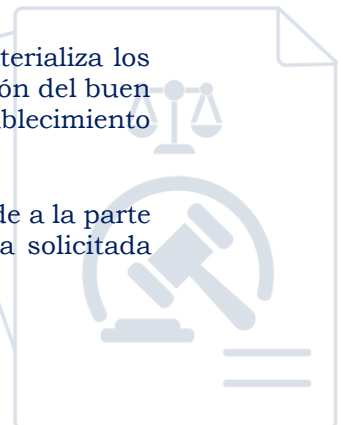 terializa los
ón del buen
blecimiento
de a la parte
a solicitada